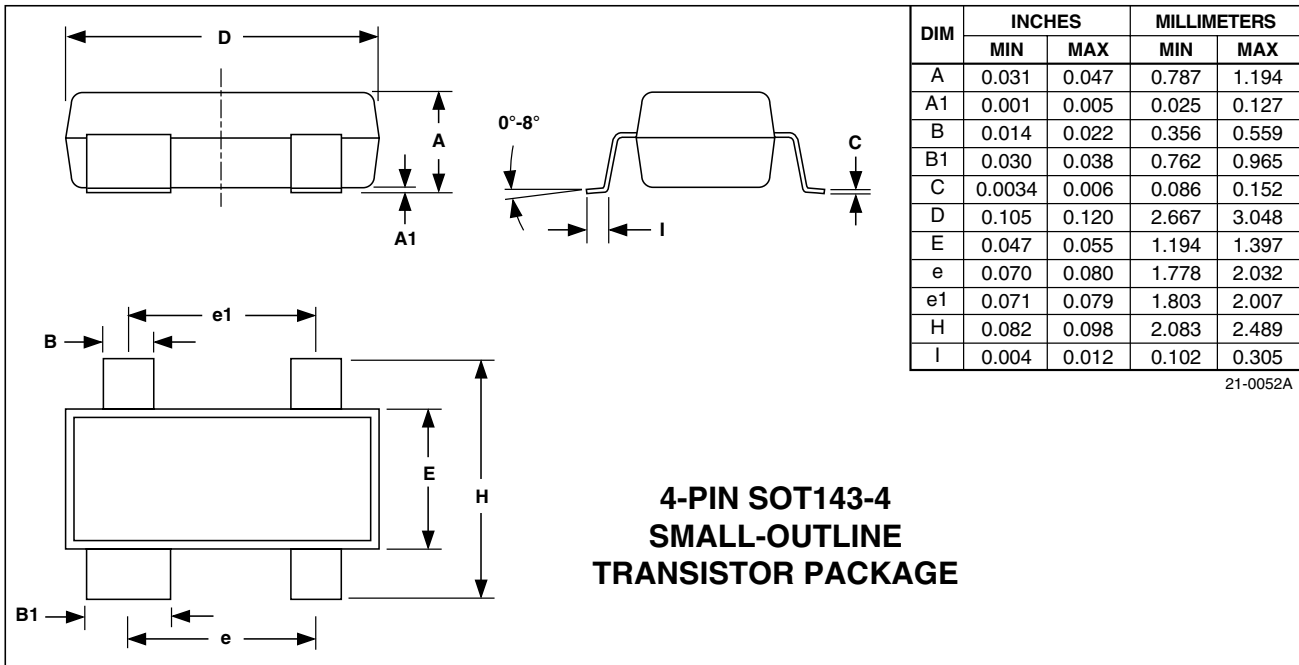 D
A
A1
0°-8°
C
I
DIM INCHES MILLIMETERS
MIN MAX MIN MAX
A 0.031 0.047 0.787 1.194
A1 0.001 0.005 0.025 0.127
B 0.014 0.022 0.356 0.559
B1 0.030 0.038 0.762 0.965
C 0.0034 0.006 0.086 0.152
D 0.105 0.120 2.667 3.048
E 0.047 0.055 1.194 1.397
e 0.070 0.080 1.778 2.032
e1 0.071 0.079 1.803 2.007
H 0.082 0.098 2.083 2.489
I 0.004 0.012 0.102 0.305
21-0052A
e1
B
E
H
B1
e
4-PIN SOT143-4
SMALL-OUTLINE
TRANSISTOR PACKAGE